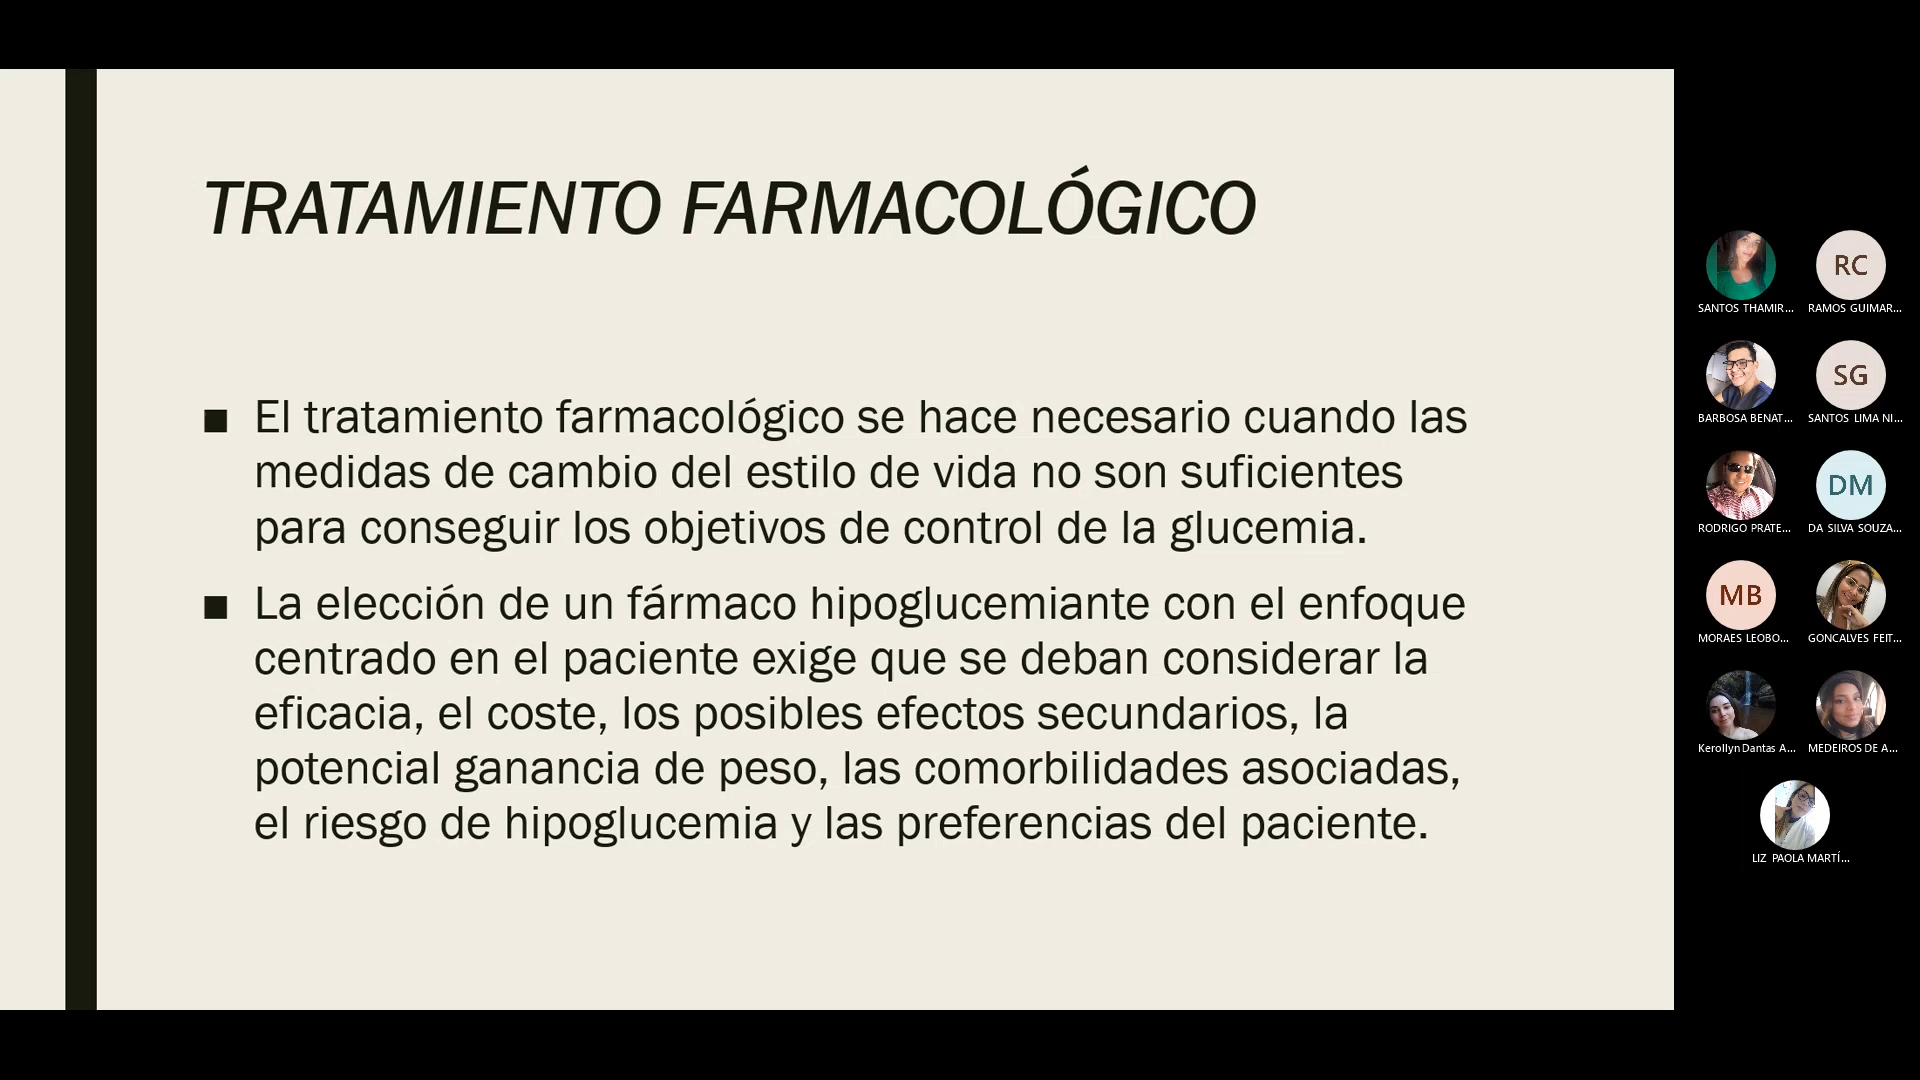 TRATAMIENTO FARMACOLÓGICO
■ El tratamiento farmacológico se hace necesario cuando las
medidas de cambio del estilo de vida no son suficientes
para conseguir los objetivos de control de la glucemia.
■ La elección de un fármaco hipoglucemiante con el enfoque
centrado en el paciente exige que se deban considerar la
eficacia, el coste, los posibles efectos secundarios, la
potencial ganancia de peso, las comorbilidades asociadas,
el riesgo de hipoglucemia y las preferencias del paciente.
RC
SANTOS THAMIR... RAMOS GUIMAR...
SG
BARBOSA BENAT... SANTOS LIMA NI...
DM
RODRIGO PRATE... DA SILVA SOUZA...
MB
MORAES LEOBO... GONCALVES FEIT...
Kerollyn Dantas A... MEDEIROS DE A...
LIZ PAOLA MARTÍ...